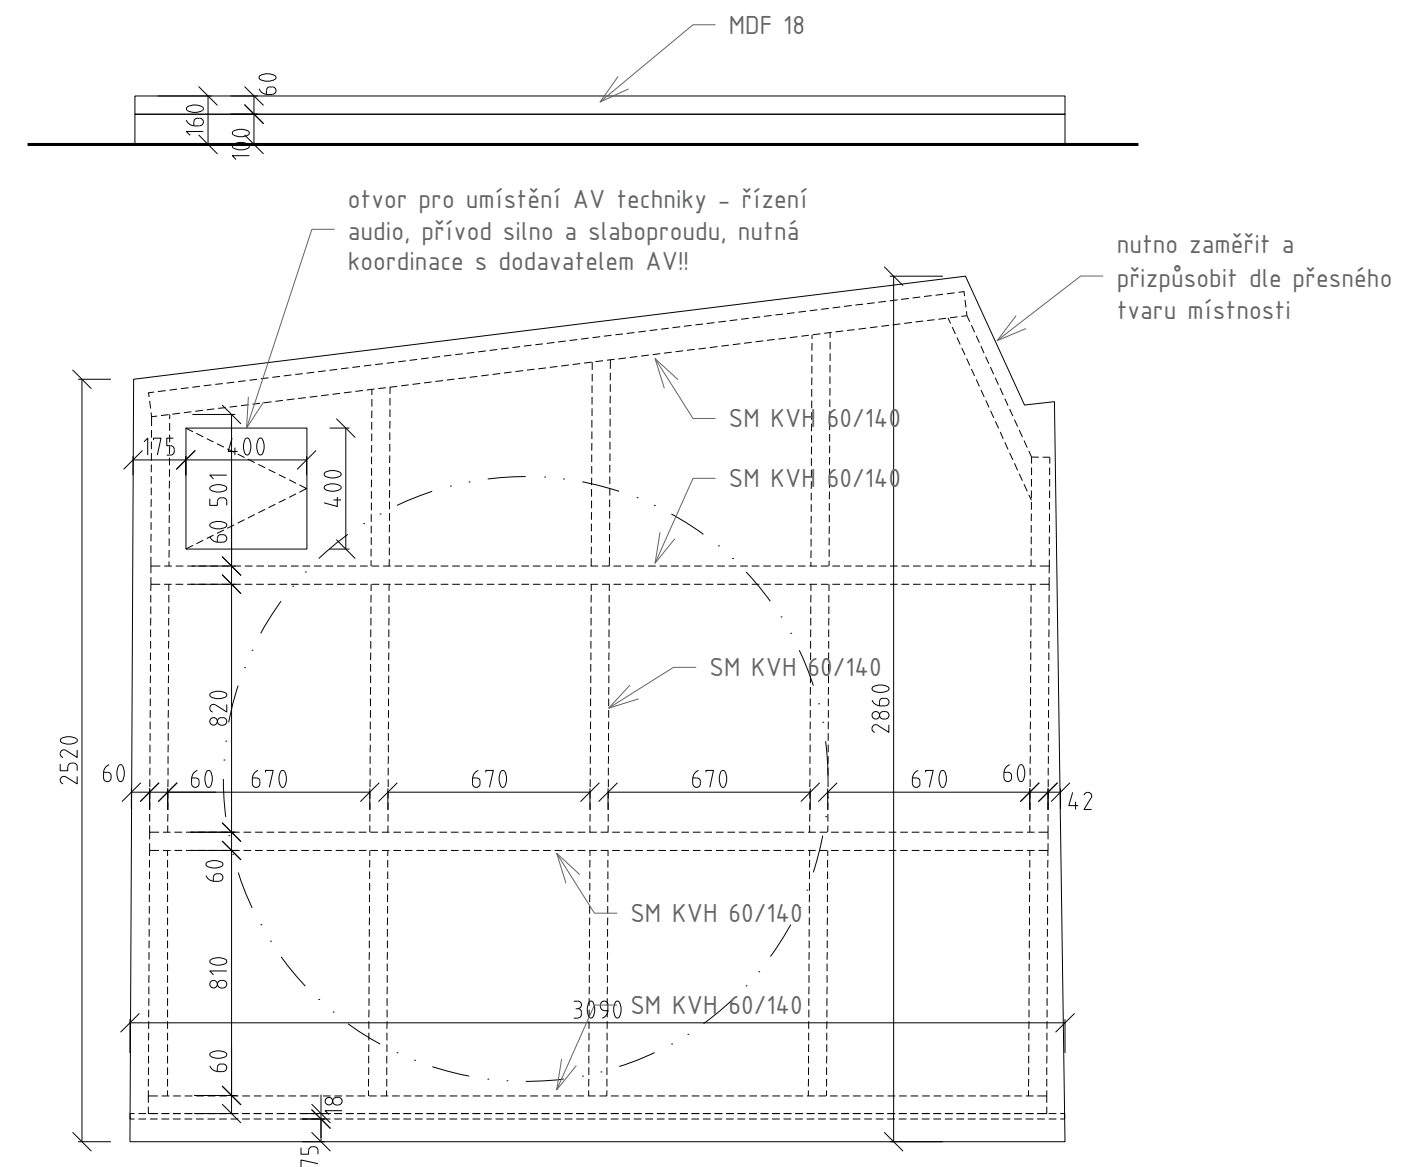 MDF 18
60
160
100
otvor pro umístění AV techniky - řízení
audio, přívod silno a slaboproudu, nutná
koordinace s dodavatelem AV!!
nutno zaměřit a
přizpůsobit dle přesného
tvaru místnosti
SM KVH 60/140
175
400
SM KVH 60/140
400
501
60
SM KVH 60/140
820
2860
2520
60
60
670
670
670
670
60
42
60
SM KVH 60/140
810
SM KVH 60/140
3090
60
18
75